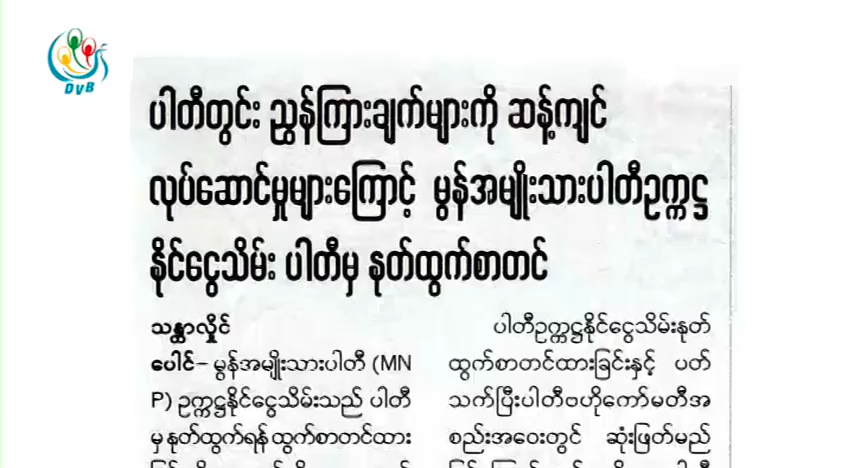 DVB
ပါတီတွင်း ညွှန်ကြားချက်များကို ဆန့်ကျင်
လုပ်ဆောင်မှုများကြောင့် မွန်အမျိုးသားပါတီဥက္ကဋ္ဌ
နိုင်ငွေသိမ်း ပါတီမှ နုတ်ထွက်စာတင်
သန္ထာလှိုင်
ပေါင်– မွန်အမျိုးသားပါတီ (MN
P) ဥက္ကဋ္ဌနိုင်ငွေသိမ်းသည် ပါတီ
မှနုတ်ထွက်ရန် ထွက်စာတင်ထား
ပါတီဥက္ကဋ္ဌနိုင်ငွေသိမ်းနုတ်
ထွက်စာတင်ထားခြင်းနှင့် ပတ်
သက်ပြီးပါတီဗဟိုကော်မတီအ
စည်းအဝေးတွင် ဆုံးဖြတ်မည်